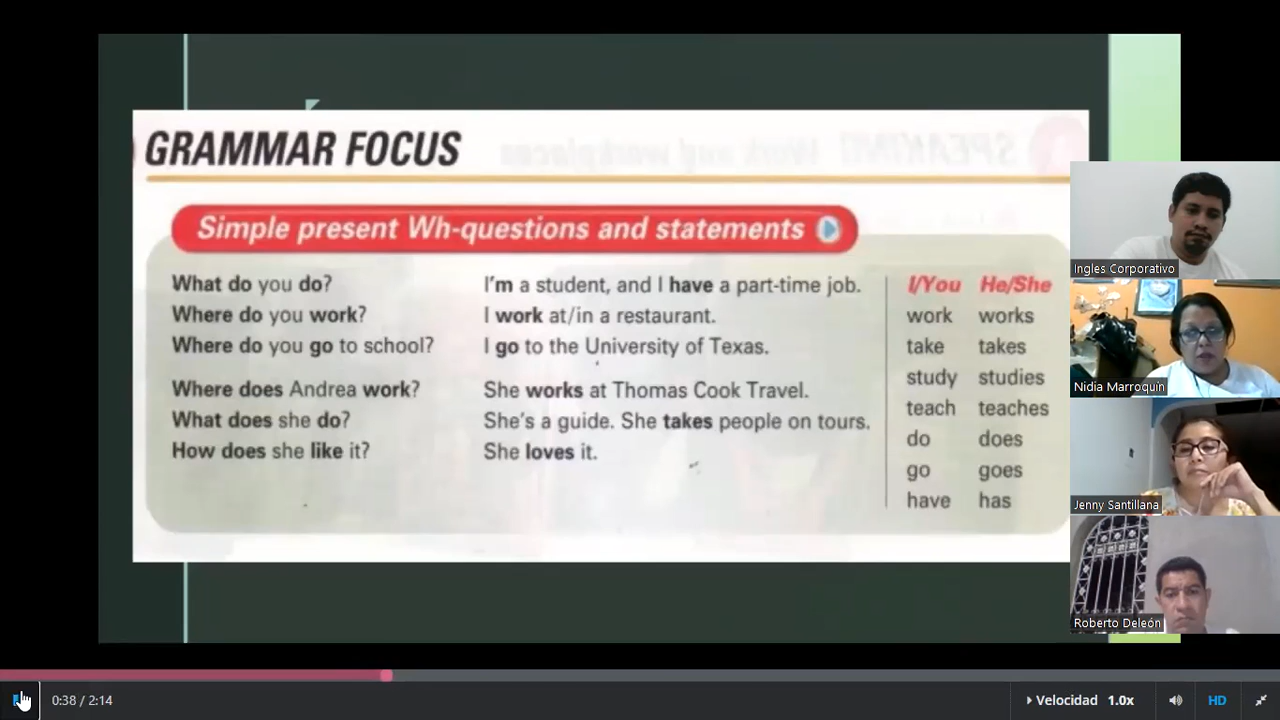 GRAMMAR FOCUS
SPEAKING Work and workplaces
Simple present Wh-questions and statements
What do you do? I'm a student, and I have a part-time job. I/You He/She
Where do you work? I work at/in a restaurant. work works
Where do you go to school? I go to the University of Texas. take takes
study studies
Where does Andrea work? She works at Thomas Cook Travel.
teach teaches
What does she do? She's a guide. She takes people on tours.
do does
How does she like it? She loves it.
go goes
have has
Ingles Corporativo
Nidia Marroquin
Jenny Santillana
Roberto Deleón
0:38 / 2:14
Velocidad 1.0x
HD